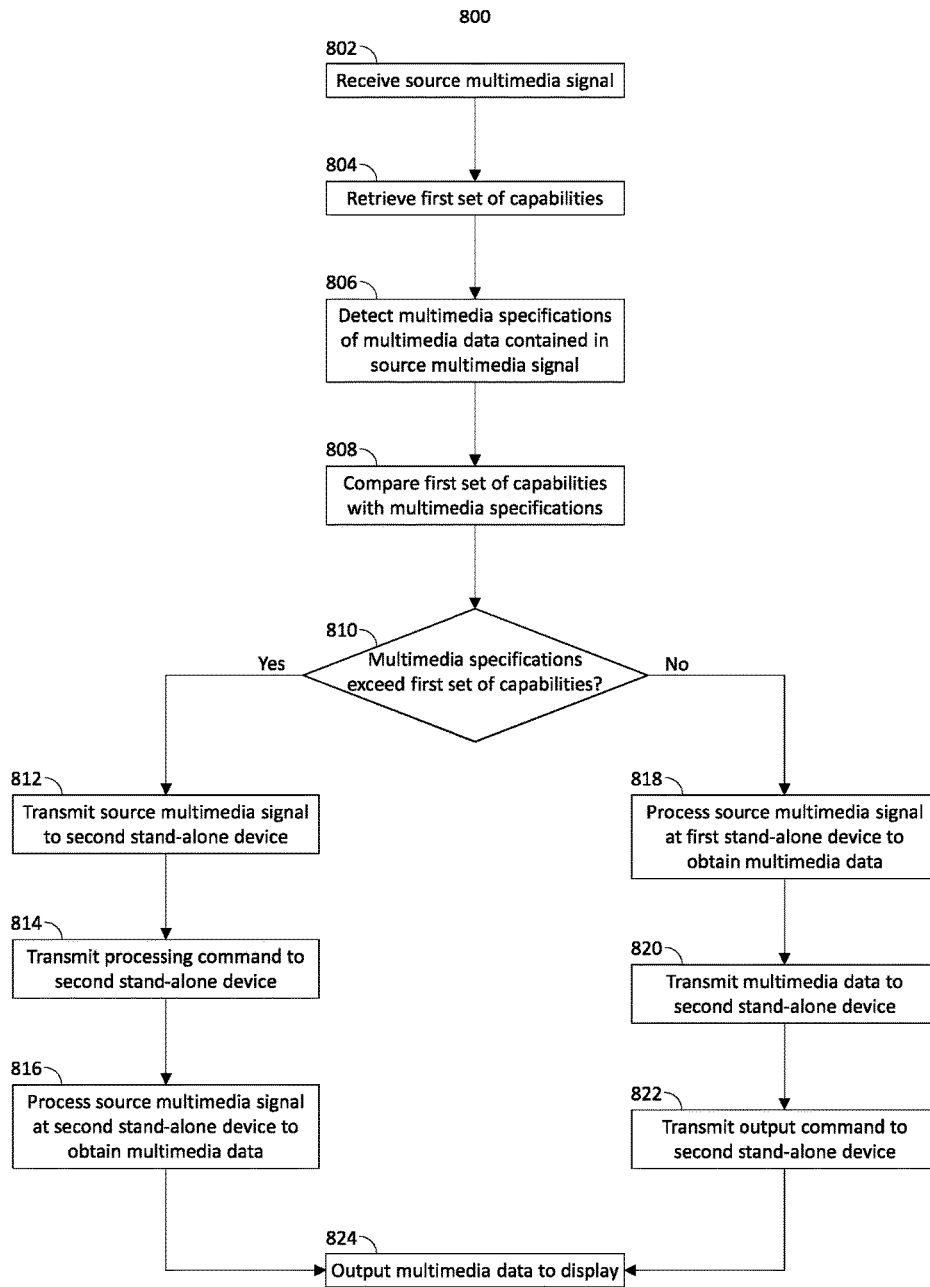 800
802
Receive source multimedia signal
804
Retrieve first set of capabilities
806
Detect multimedia specifications
of multimedia data contained in
source multimedia signal
808
Compare first set of capabilities
with multimedia specifications
810
Multimedia specifications
exceed first set of capabilities?
Yes
No
812
Transmit source multimedia signal
to second stand-alone device
814
Transmit processing command to
second stand-alone device
816
Process source multimedia signal
at second stand-alone device to
obtain multimedia data
818
Process source multimedia signal
at first stand-alone device to
obtain multimedia data
820
Transmit multimedia data to
second stand-alone device
822
Transmit output command to
second stand-alone device
824
Output multimedia data to display